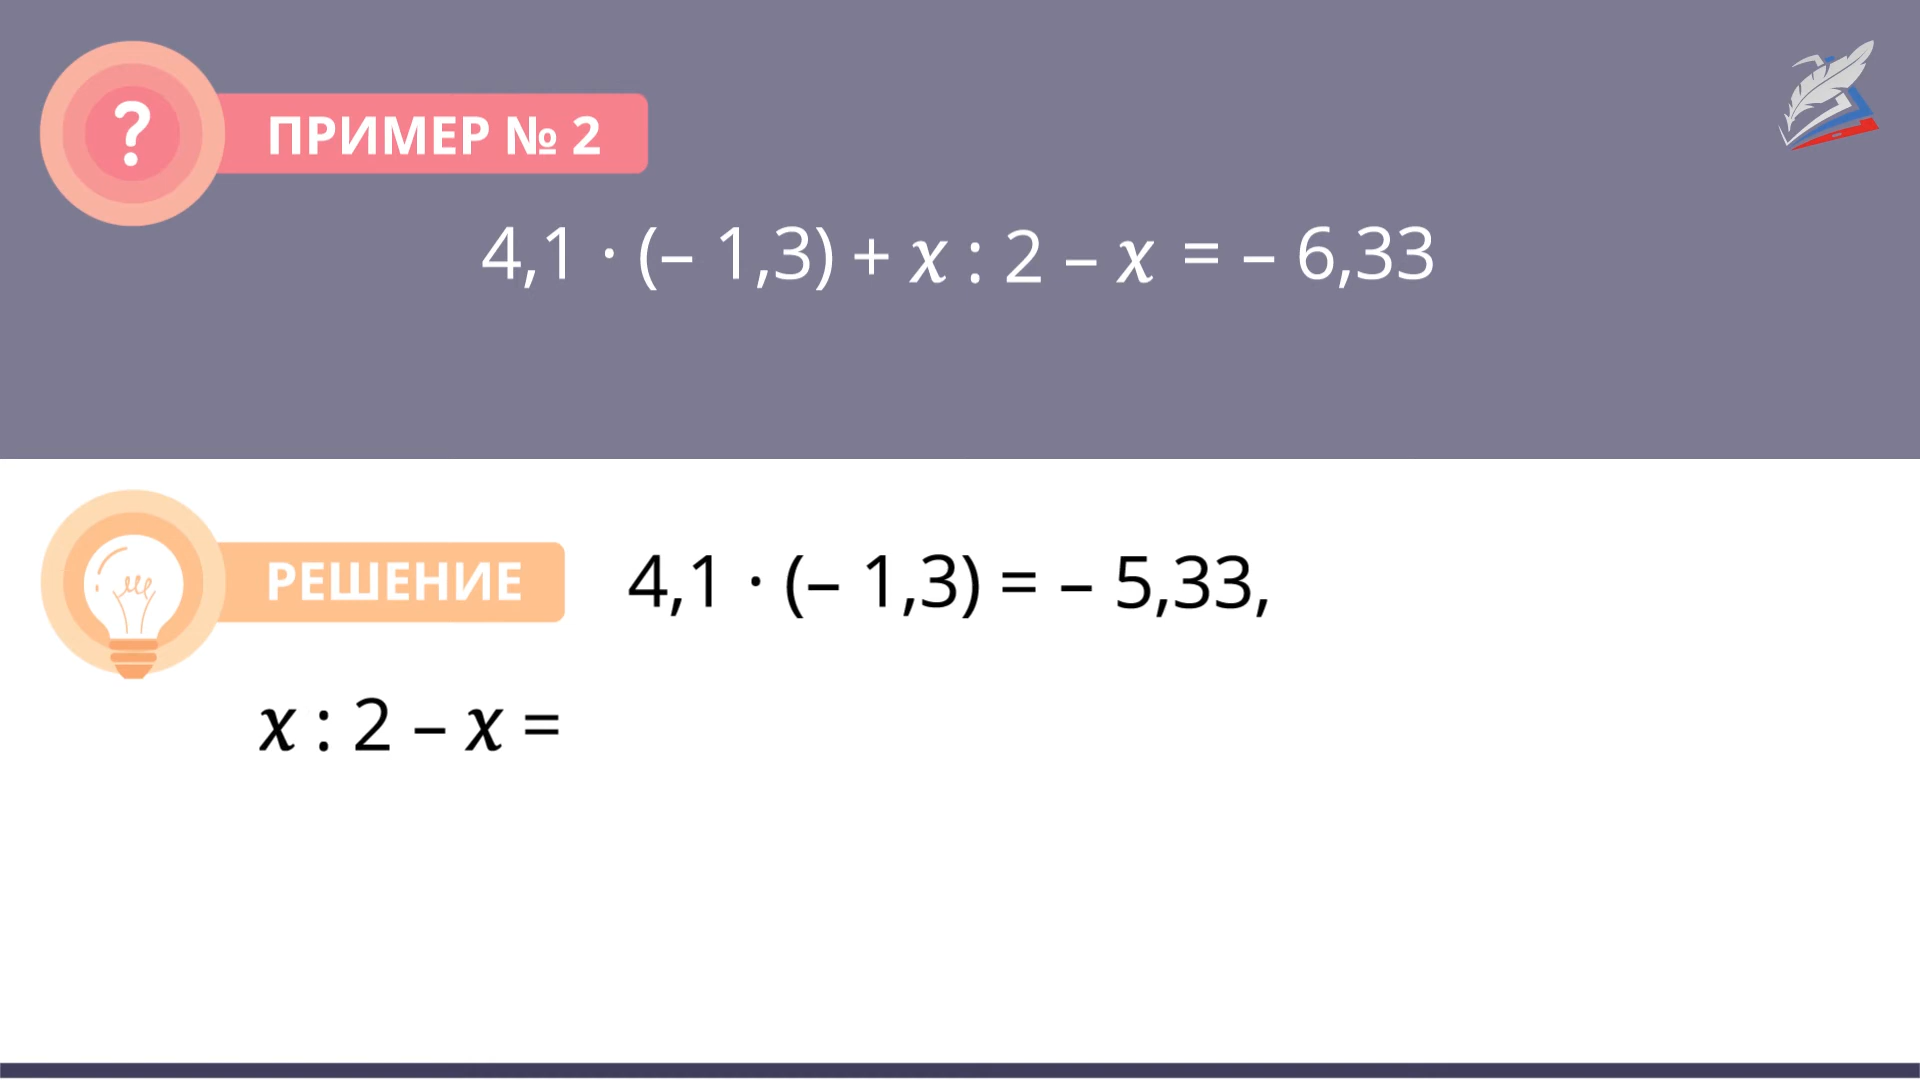 ?
ПРИМЕР № 2
4,1 · (– 1,3) + x : 2 – x = – 6,33
РЕШЕНИЕ
4,1 · (– 1,3) = – 5,33,
x : 2 – x =